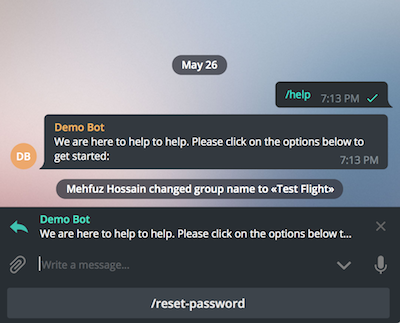 May 26
/help 7:13 PM
Demo Bot
We are here to help to help. Please click on the options below to
get started:
7:13 PM
DB
Mehfuz Hossain changed group name to «Test Flight»
Demo Bot
We are here to help to help. Please click on the options below t...
Write a message...
/reset-password